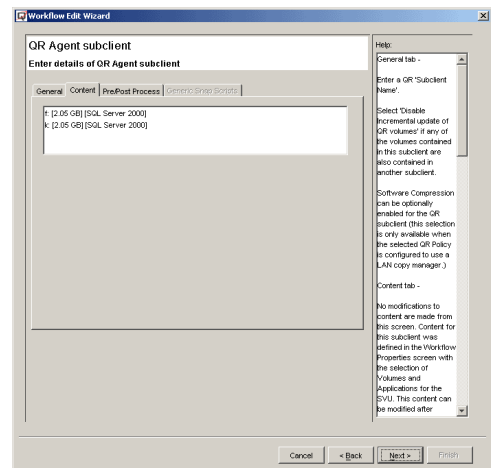 Workflow Edit Wizard
QR Agent subclient
Enter details of QR Agent subclient
General Content Pre/Post Process Generic Snap Scripts
f: [2.05 GB] [SQL Server 2000]
k: [2.05 GB] [SQL Server 2000]
Help:
General tab -
Enter a QR 'Subclient
Name'.
Select 'Disable
Incremental update of
QR volumes' if any of
the volumes contained
in this subclient are
also contained in
another subclient.
Software Compression
can be optionally
enabled for the QR
subclient (this selection
is only available when
the selected QR Policy
is configured to use a
LAN copy manager.)
Content tab -
No modifications to
content are made from
this screen. Content for
this subclient was
defined in the Workflow
Properties screen with
the selection of
Volumes and
Applications for the
SVU. This content can
be modified after
Cancel < Back Next > Finish